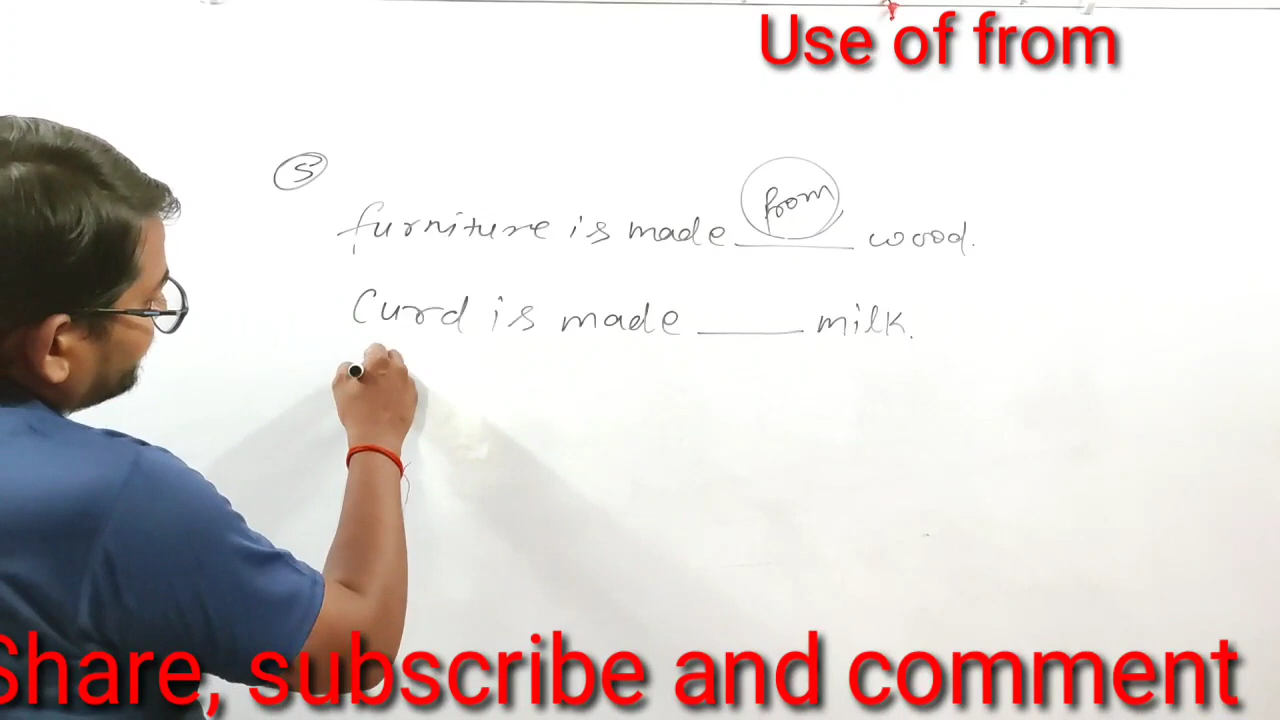 Use of from
5
furniture is made from wood.
Curd is made ____ milk.
Share, subscribe and comment